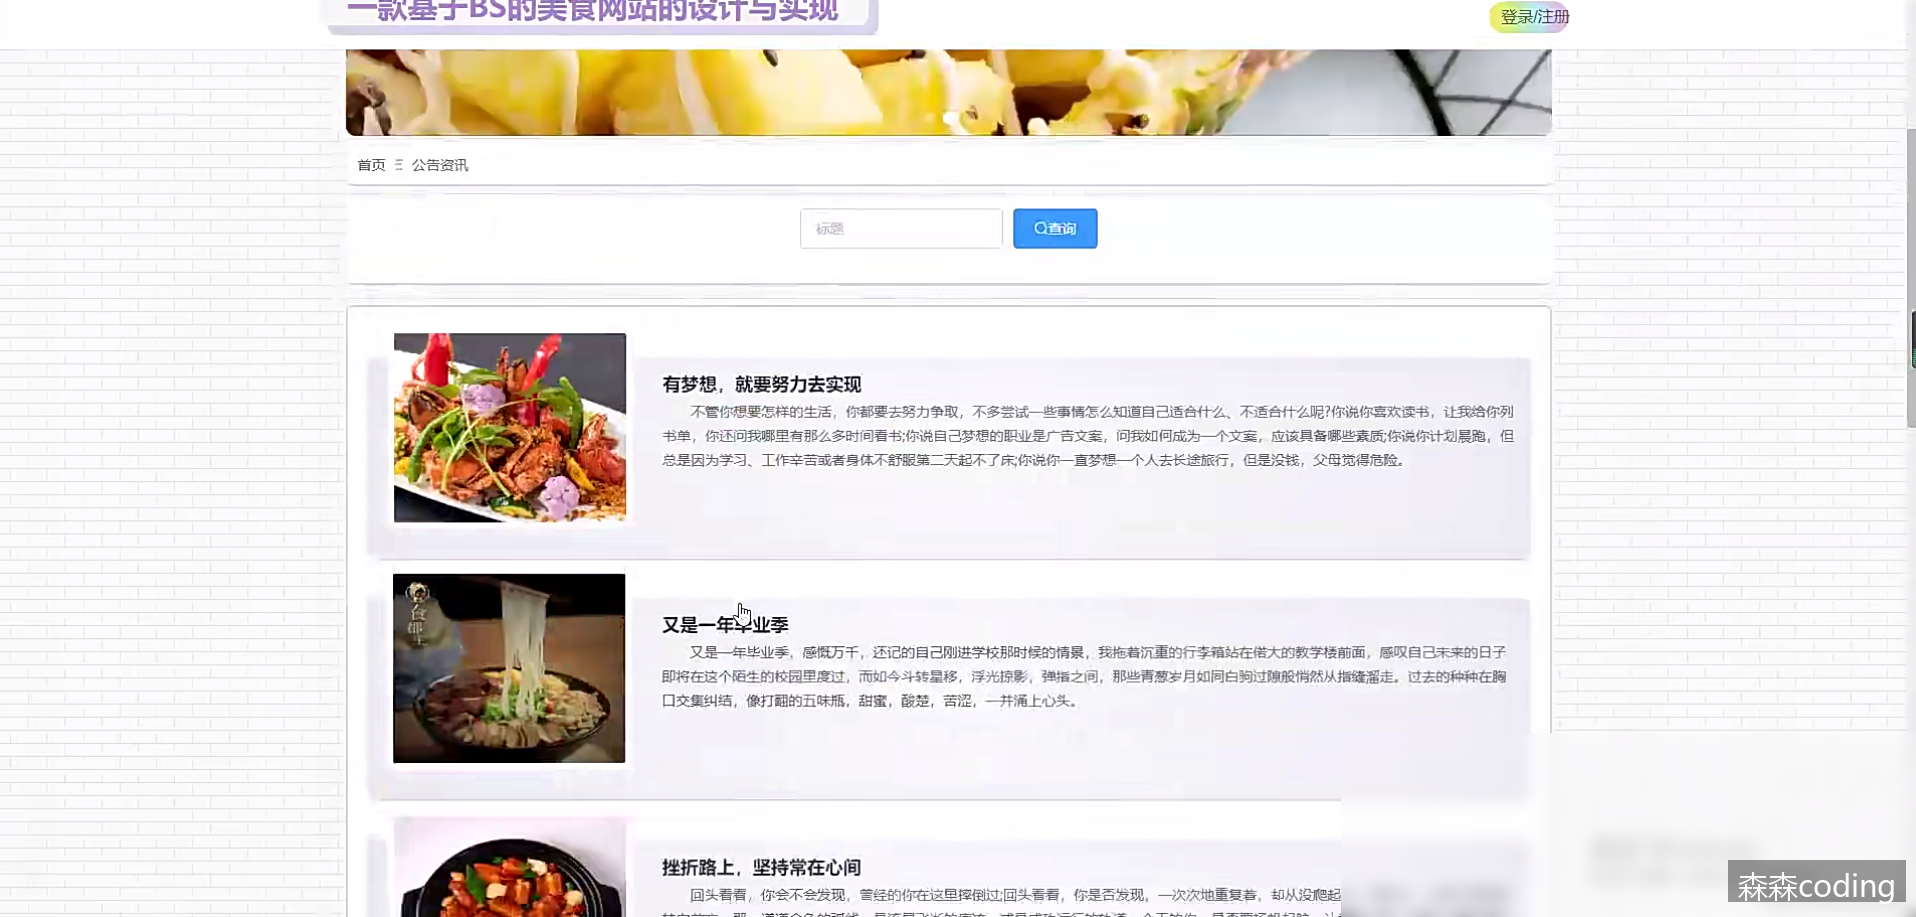 一款基于BS的美食网站的设计与实现
登录/注册
首页 Ξ 公告资讯
标题
查询
有梦想，就要努力去实现
不管你想要怎样的生活，你都要去努力争取，不多尝试一些事情怎么知道自己适合什么、不适合什么呢?你说你喜欢读书，让我给你列
书单，你还问我哪里有那么多时间看书;你说自己梦想的职业是广告文案，问我如何成为一个文案，应该具备哪些素质;你说你计划晨跑，但
总是因为学习、工作辛苦或者身体不舒服第二天起不了床;你说你一直梦想一个人去长途旅行，但是没钱，父母觉得危险。
又是一年毕业季
又是一年毕业季，感慨万千，还记的自己刚进学校那时候的情景，我拖着沉重的行李箱站在偌大的教学楼前面，感叹自己未来的日子
即将在这个陌生的校园里度过，而如今斗转星移，浮光掠影，弹指之间，那些青葱岁月如同白驹过隙般悄然从指缝溜走。过去的种种在胸
口交集纠结，像打翻的五味瓶，甜蜜，酸楚，苦涩，一并涌上心头。
挫折路上，坚持常在心间
回头看看，你会不会发现，曾经的你在这里摔倒过;回头看看，你是否发现，一次次地重复着，却从没爬起
森森coding